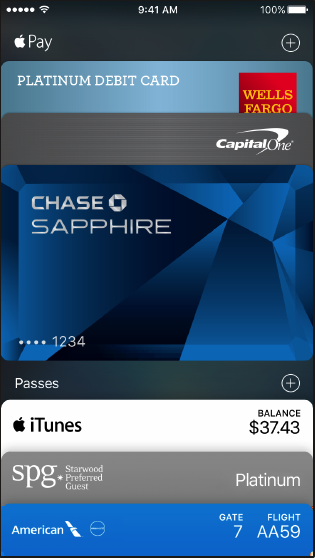 9:41 AM 100%
Pay
PLATINUM DEBIT CARD
WELLS
FARGO
CapitalOne®
CHASE
SAPPHIRE
•••• 1234
Passes
iTunes
BALANCE
$37.43
spg* Starwood
Preferred
Guest
Platinum
American
GATE FLIGHT
7 AA59